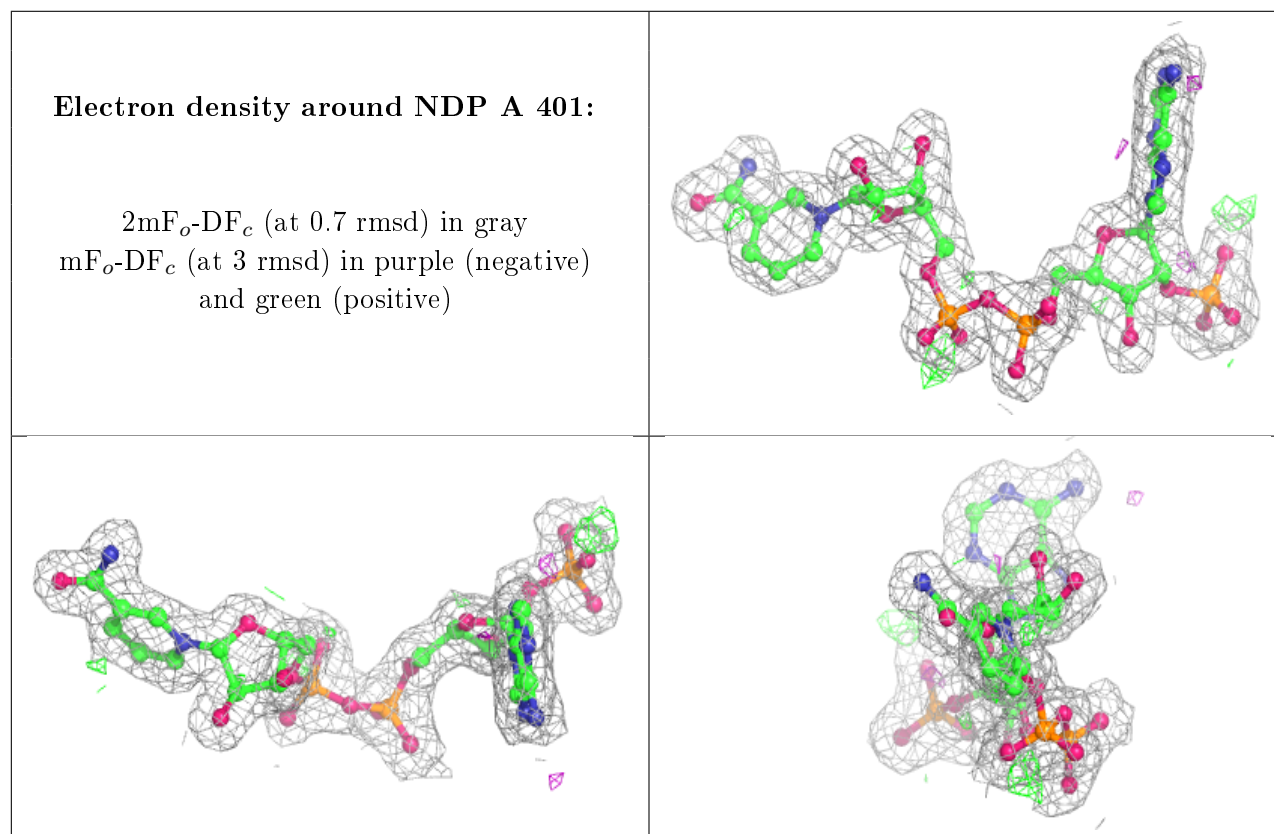 Electron density around NDP A 401:
2mFₒ-DF𝒸 (at 0.7 rmsd) in gray
mFₒ-DF𝒸 (at 3 rmsd) in purple (negative)
and green (positive)